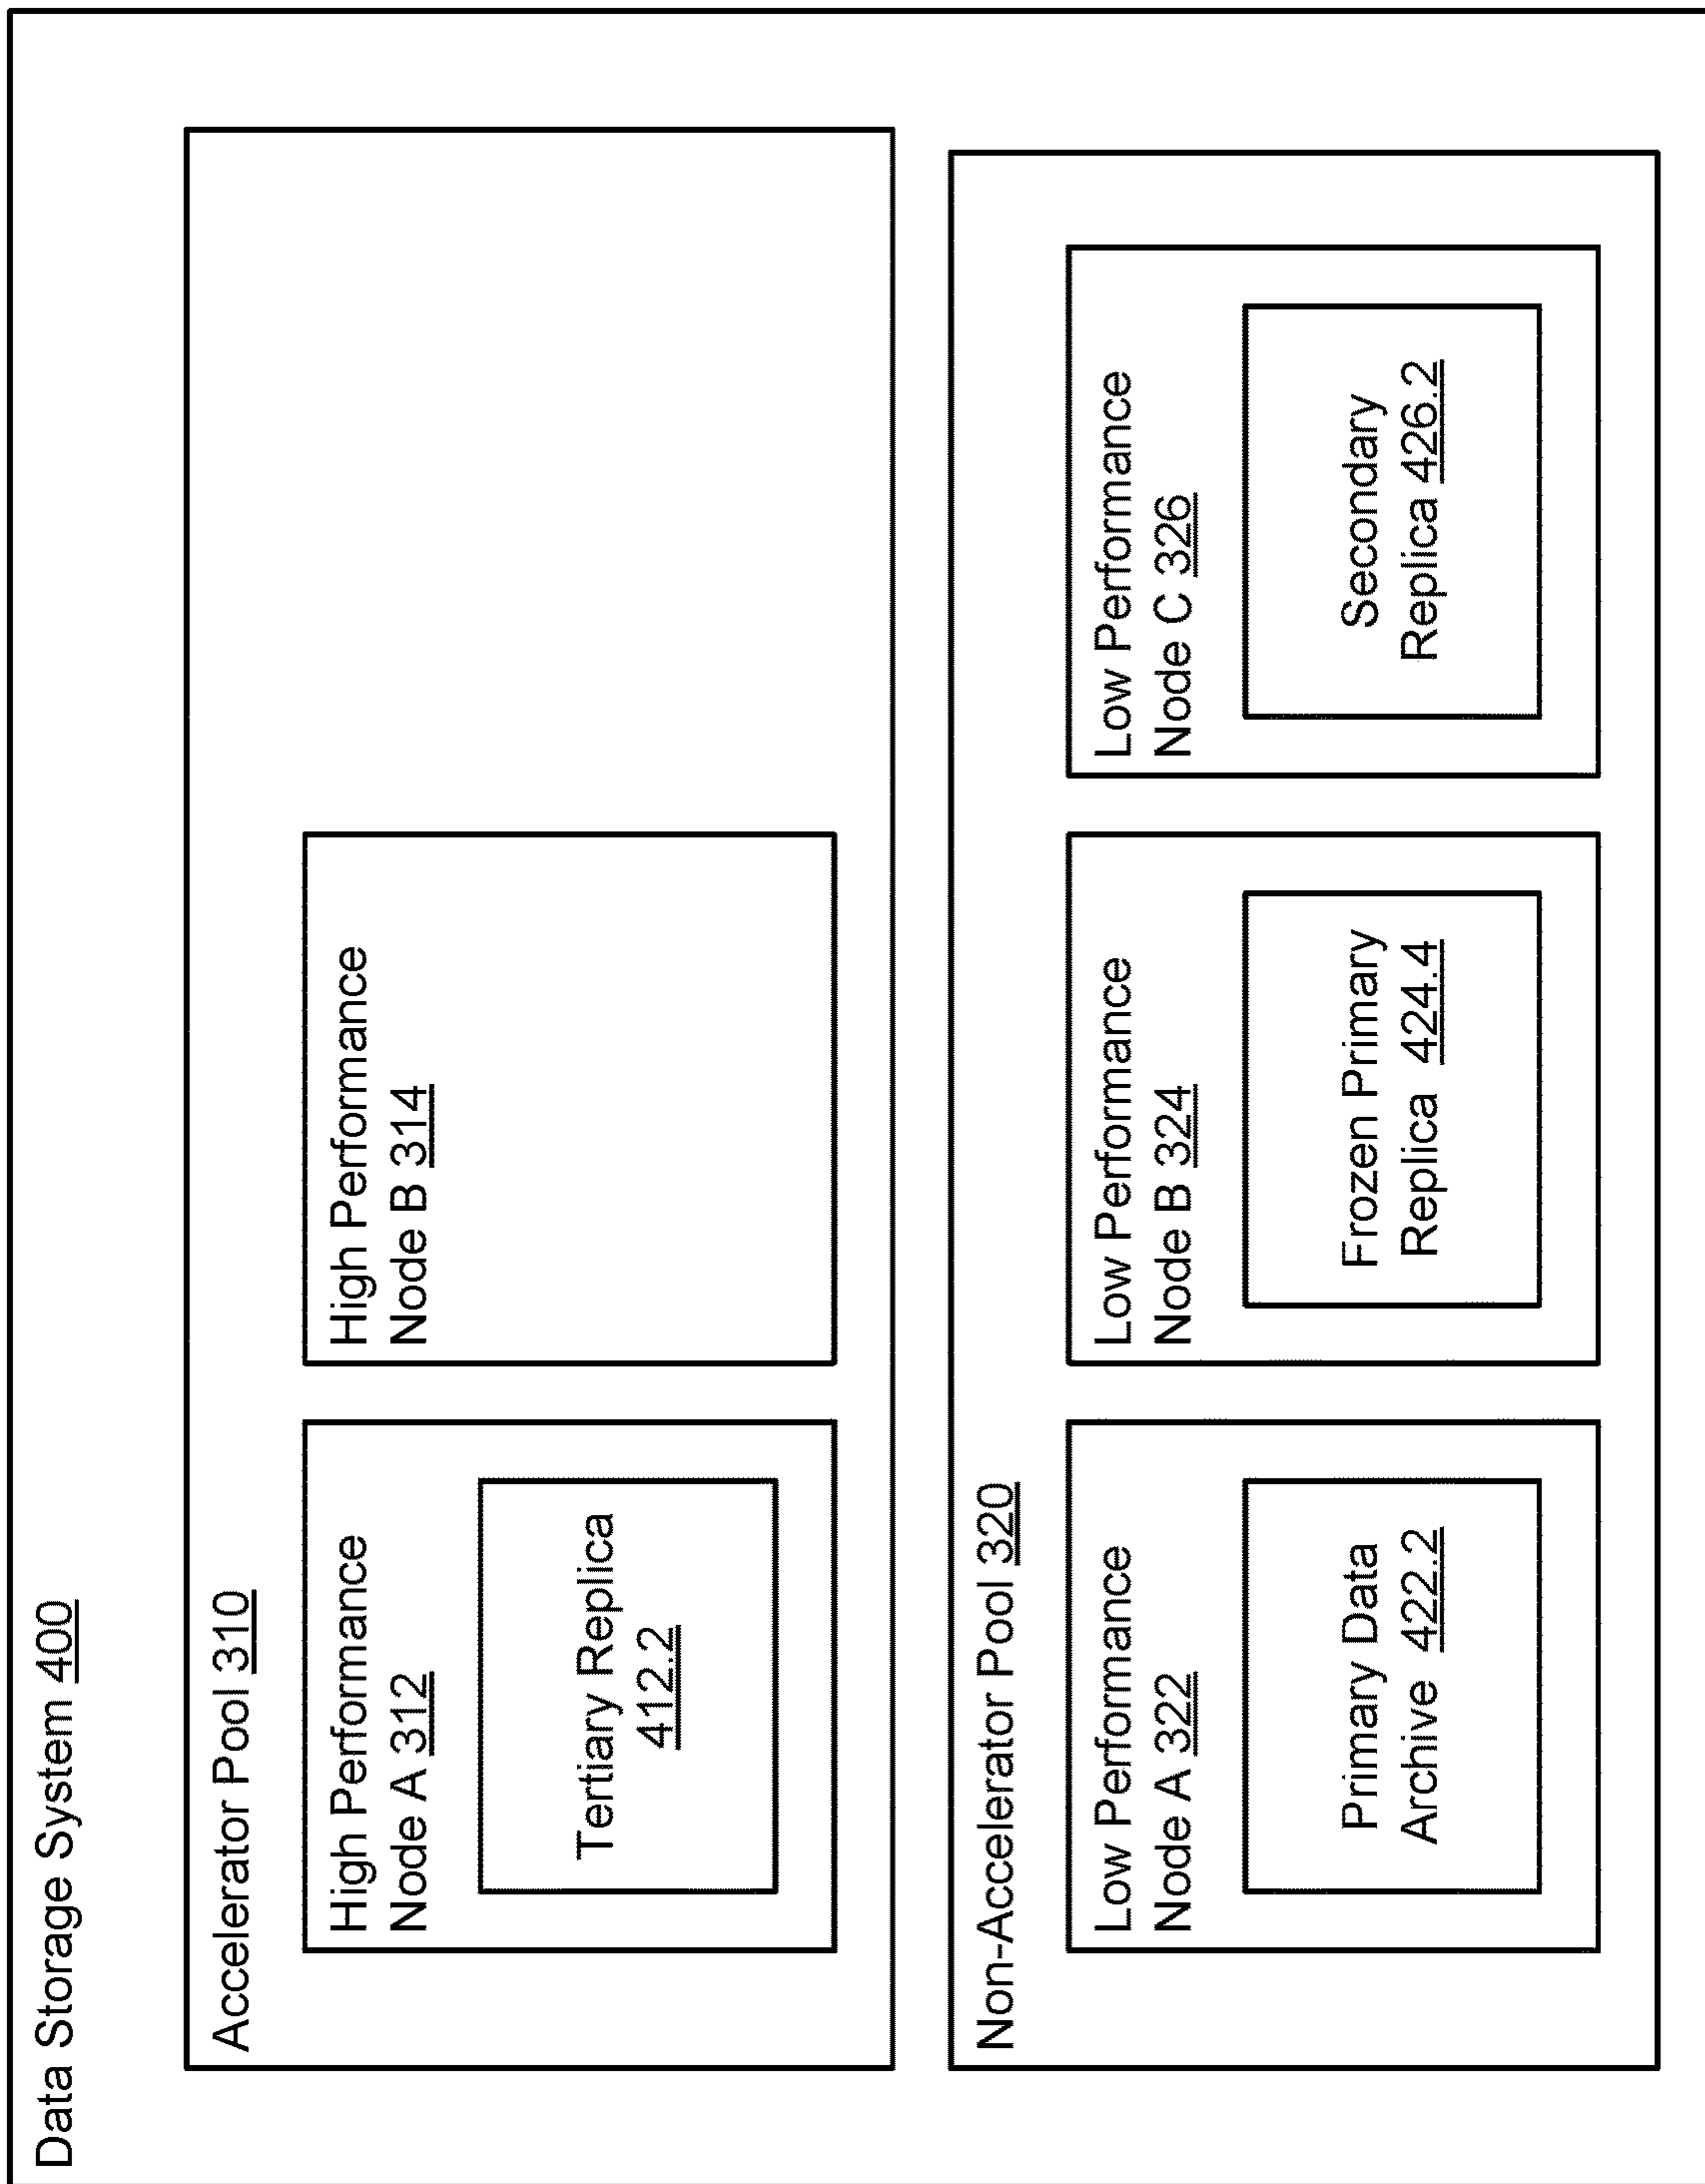 Data Storage System 400
Accelerator Pool 310
High Performance
Node A 312
Tertiary Replica
412.2
High Performance
Node B 314
Non-Accelerator Pool 320
Low Performance
Node A 322
Primary Data
Archive 422.2
Low Performance
Node B 324
Frozen Primary
Replica 424.4
Low Performance
Node C 326
Secondary
Replica 426.2